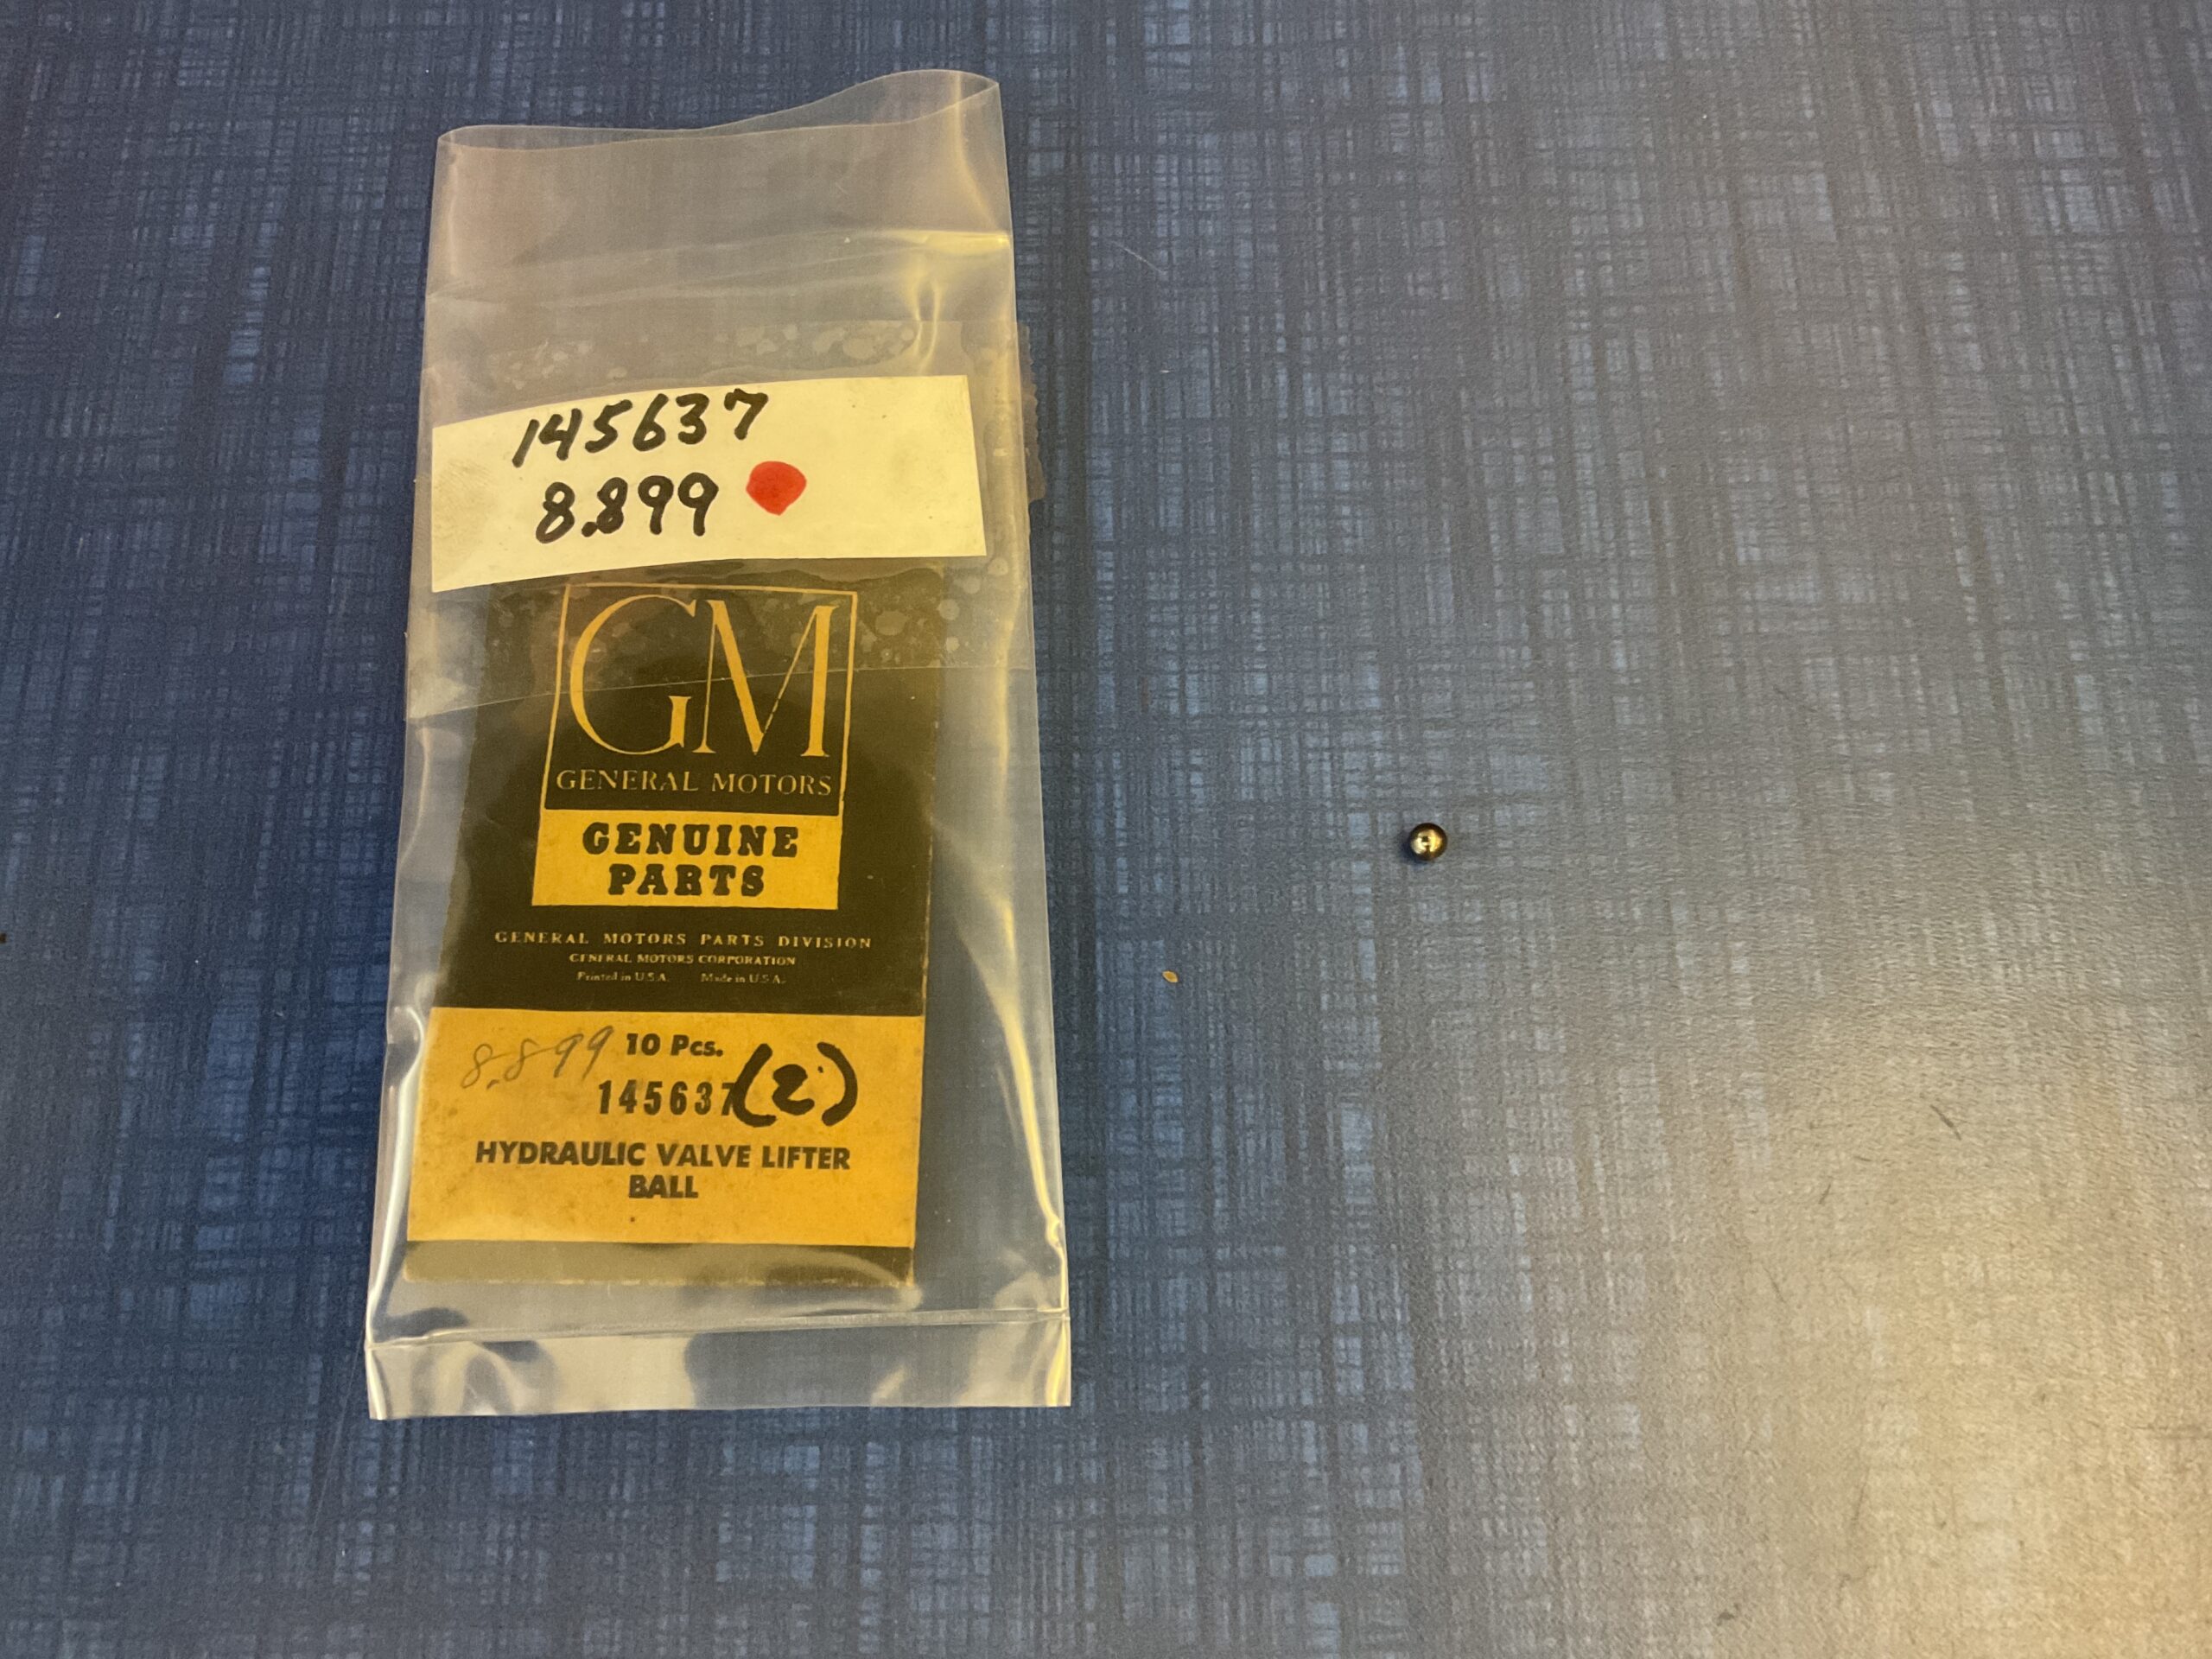 145637
8.899
GM
GENERAL MOTORS
GENUINE
PARTS
GENERAL MOTORS PARTS DIVISION
GENERAL MOTORS CORPORATION
Printed in U.S.A. Made in U.S.A.
8.899 10 Pcs.
145637 (2)
HYDRAULIC VALVE LIFTER
BALL